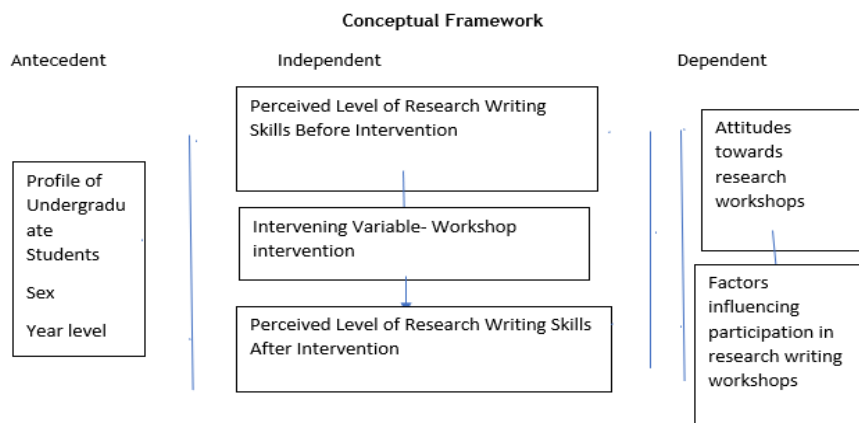 Conceptual Framework
Antecedent
Independent
Dependent
Profile of
Undergradu
ate
Students
Sex
Year level
Perceived Level of Research Writing
Skills Before Intervention
Intervening Variable- Workshop
intervention
Perceived Level of Research Writing Skills
After Intervention
Attitudes
towards
research
workshops
Factors
influencing
participation in
research writing
workshops